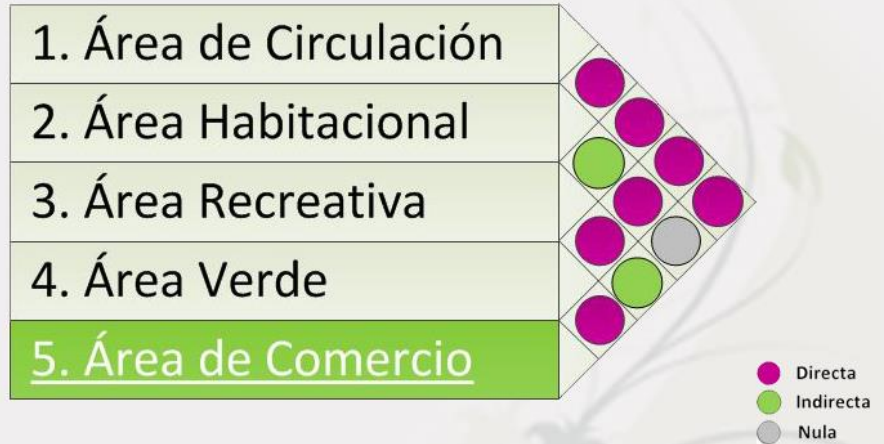 1. Área de Circulación
2. Área Habitacional
3. Área Recreativa
4. Área Verde
5. Área de Comercio
Directa
Indirecta
Nula